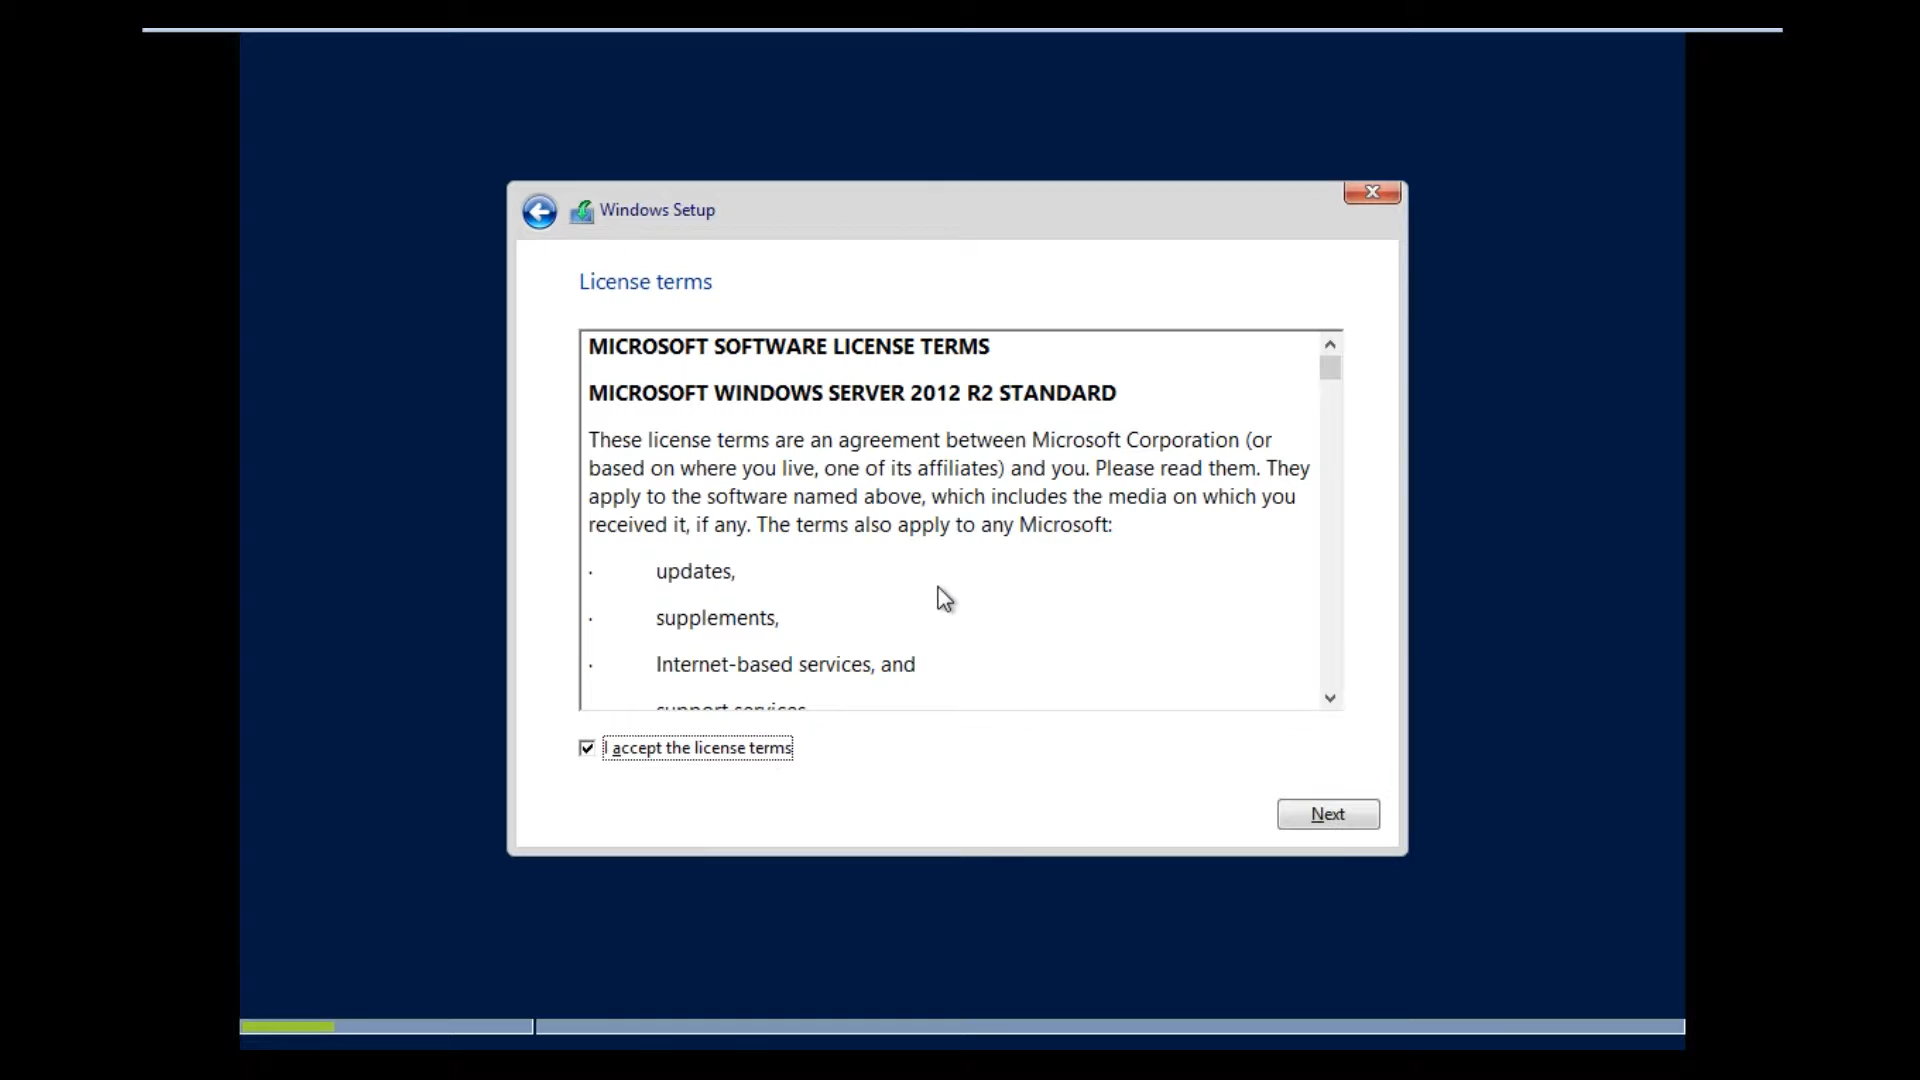 Windows Setup
License terms
MICROSOFT SOFTWARE LICENSE TERMS
MICROSOFT WINDOWS SERVER 2012 R2 STANDARD
These license terms are an agreement between Microsoft Corporation (or
based on where you live, one of its affiliates) and you. Please read them. They
apply to the software named above, which includes the media on which you
received it, if any. The terms also apply to any Microsoft:
· updates,
· supplements,
· Internet-based services, and
support services
I accept the license terms
Next